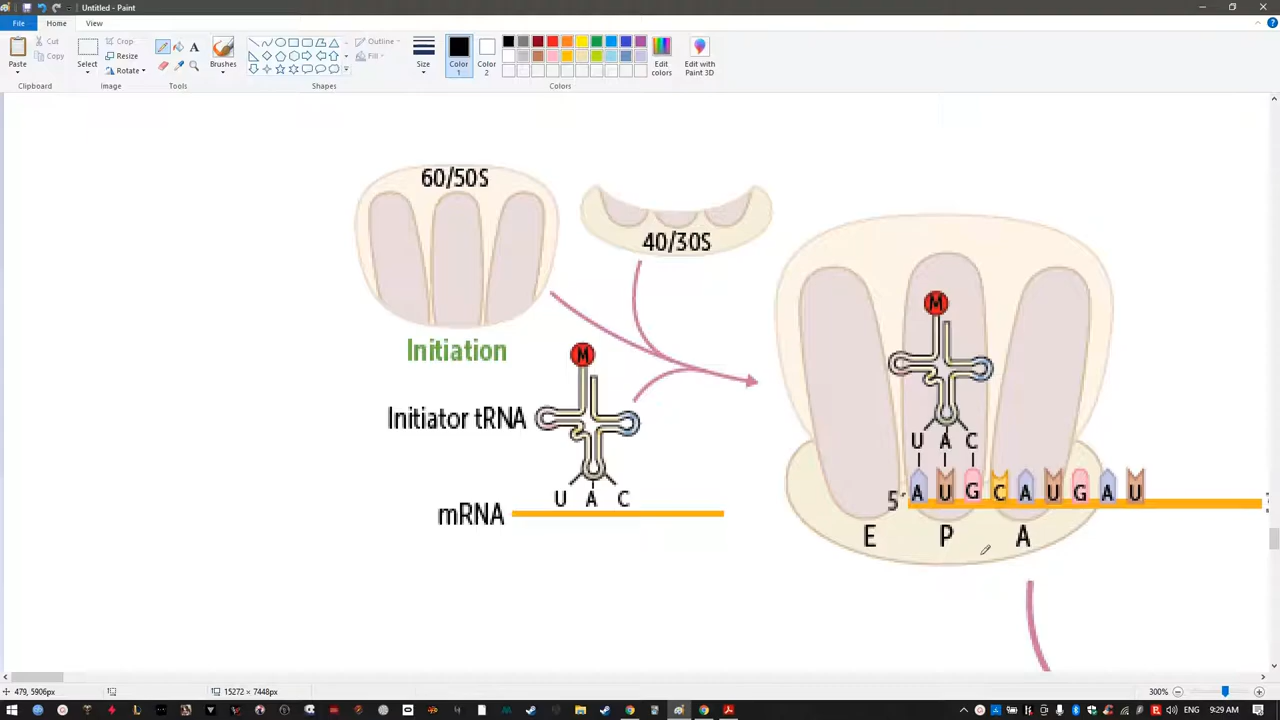 Untitled - Paint
File Home View
Paste
Cut
Copy
Clipboard
Select
Crop
Resize
Rotate
Image
A
Tools
Brushes
Outline
Fill
Shapes
Size
Color 1
Color 2
Edit colors
Edit with Paint 3D
Colors
60/50S
40/30S
Initiation
M
Initiator tRNA
U A C
mRNA
M
U A C
5' A U G C A U G A U
E P A
479, 5906px
15272 × 7448px
300%
ENG
9:29 AM